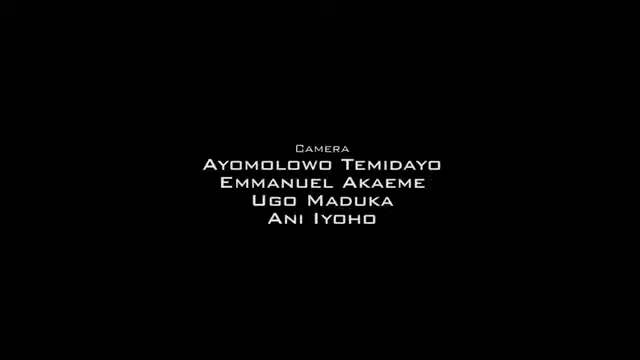 Camera
Ayomolowo Temidayo
Emmanuel Akaeme
Ugo Maduka
Ani Iyoho